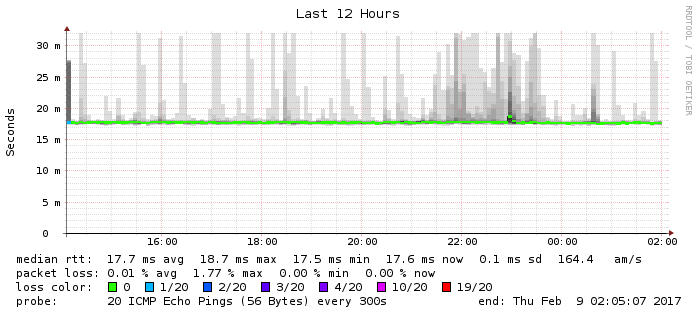 Last 12 Hours
RRDTOOL / TOBI OETIKER
Seconds
30 m
25 m
20 m
15 m
10 m
5 m
0
16:00 18:00 20:00 22:00 00:00 02:00
median rtt: 17.7 ms avg 18.7 ms max 17.5 ms min 17.6 ms now 0.1 ms sd 164.4 am/s
packet loss: 0.01 % avg 1.77 % max 0.00 % min 0.00 % now
loss color: 0 1/20 2/20 3/20 4/20 10/20 19/20
probe: 20 ICMP Echo Pings (56 Bytes) every 300s end: Thu Feb 9 02:05:07 2017